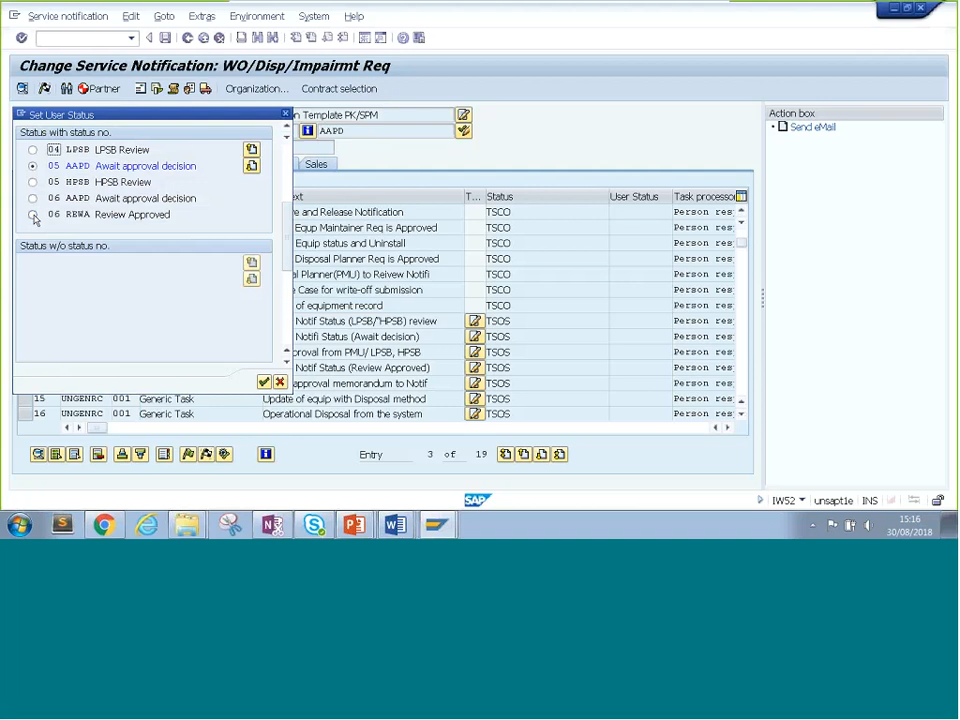 Service notification Edit Goto Extras Environment System Help
Change Service Notification: WO/Disp/Impairmt Req
Partner Organization... Contract selection
Set User Status
n Template PK/SPM
AAPD
Status with status no.
04 LPSB LPSB Review
05 AAPD Await approval decision
05 HPSB HPSB Review
06 AAPD Await approval decision
06 REWA Review Approved
Status w/o status no.
Sales
ext T... Status User Status Task processor
e and Release Notification TSCO Person res
Equp Maintainer Req is Approved TSCO Person res
Equip status and Uninstall TSCO Person res
Disposal Planner Req is Approved TSCO Person res
l Planner(PMU) to Reivew Notifi TSCO Person res
e Case for write-off submission TSCO Person res
of equipment record TSCO Person res
Notif Status (LPSB/"HPSB) review TSOS Person res
Notifi Status (Await decision) TSOS Person res
proval from PMU/ LPSB, HPSB TSOS Person res
Notif Status (Review Approved) TSOS Person res
approval memorandum to Notif TSOS Person res
15 UNGENRC 001 Generic Task Update of equip with Disposal method TSOS Person res
16 UNGENRC 001 Generic Task Operational Disposal from the system TSOS Person res
Entry 3 of 19
Action box
Send eMail
SAP
IW52 unsapt1e INS
15:16
30/08/2018